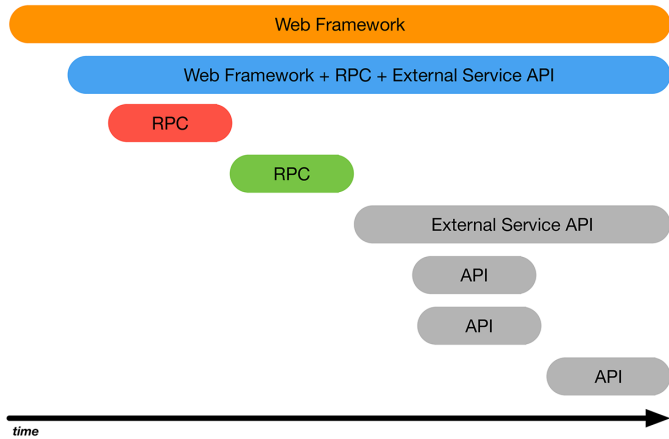 Web Framework
Web Framework + RPC + External Service API
RPC
RPC
External Service API
API
API
API
time